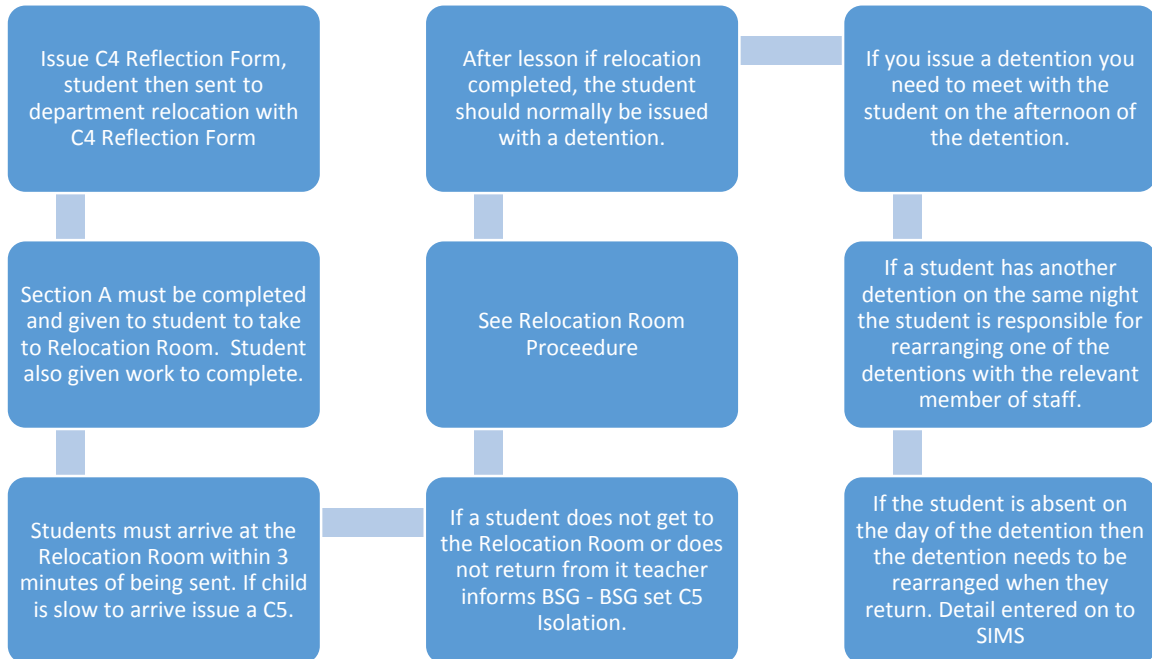 Issue C4 Reflection Form,
student then sent to
department relocation with
C4 Reflection Form
Section A must be completed
and given to student to take
to Relocation Room.  Student
also given work to complete.
Students must arrive at the
Relocation Room within 3
minutes of being sent. If child
is slow to arrive issue a C5.
If a student does not get to
the Relocation Room or does
not return from it teacher
informs BSG - BSG set C5
Isolation.
See Relocation Room
Proceedure
After lesson if relocation
completed, the student
should normally be issued
with a detention.
If you issue a detention you
need to meet with the
student on the afternoon of
the detention.
If a student has another
detention on the same night
the student is responsible for
rearranging one of the
detentions with the relevant
member of staff.
If the student is absent on
the day of the detention then
the detention needs to be
rearranged when they
return. Detail entered on to
SIMS